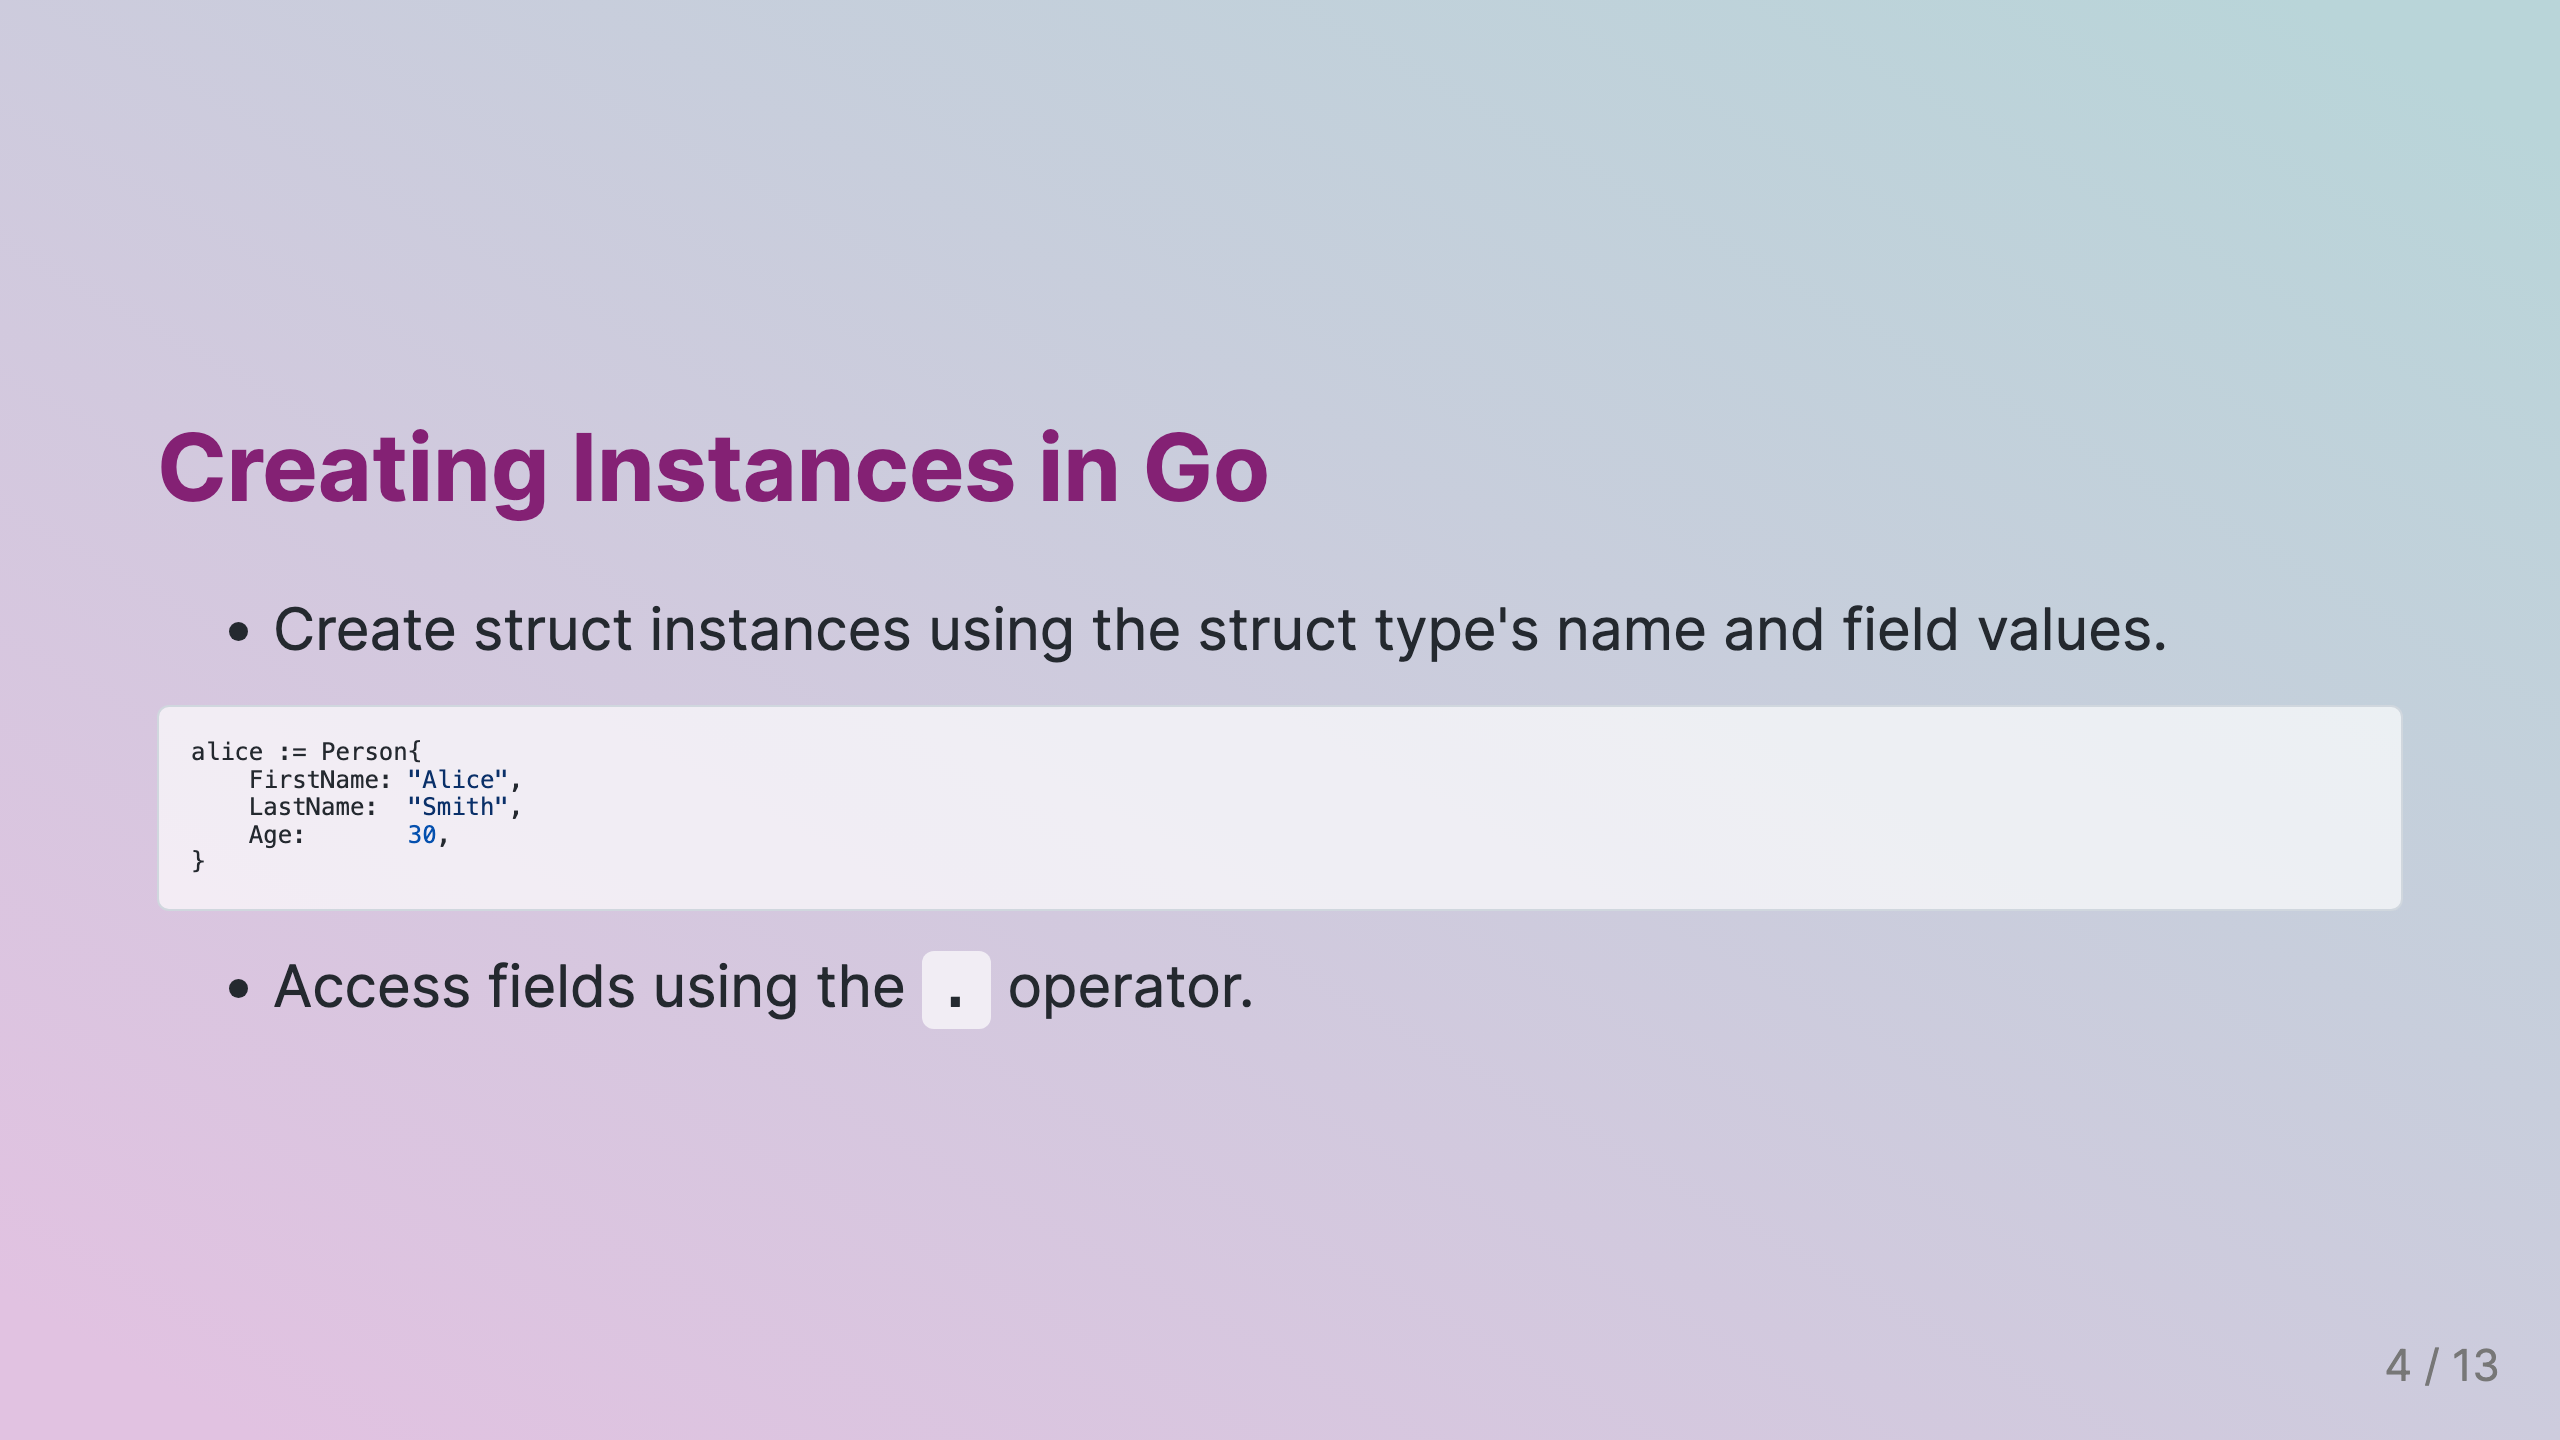 Creating Instances in Go
• Create struct instances using the struct type's name and field values.
alice := Person{
    FirstName: "Alice",
    LastName:  "Smith",
    Age:       30,
}
• Access fields using the . operator.
4 / 13